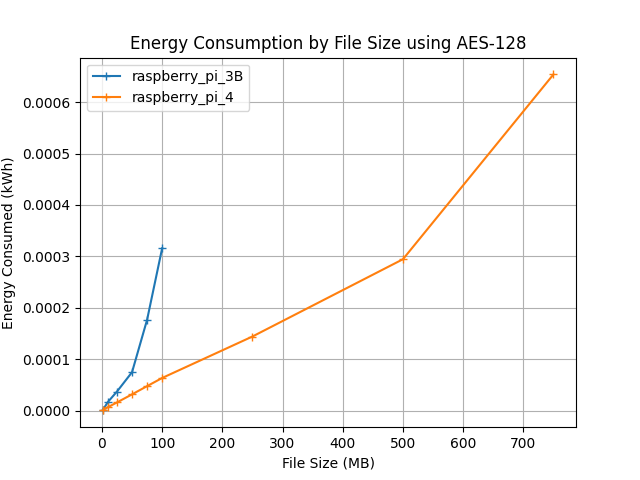 Energy Consumption by File Size using AES-128
raspberry_pi_3B
raspberry_pi_4
Energy Consumed (kWh)
0.0006
0.0005
0.0004
0.0003
0.0002
0.0001
0.0000
0 100 200 300 400 500 600 700
File Size (MB)